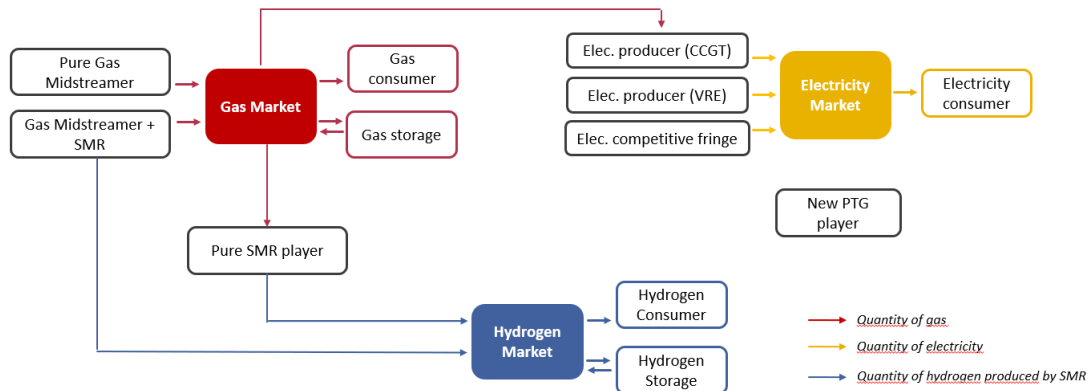 Pure Gas
Midstreamer
Gas Midstreamer +
SMR
Gas Market
Gas
consumer
Gas storage
Pure SMR player
Elec. producer (CCGT)
Elec. producer (VRE)
Elec. competitive fringe
Electricity
Market
Electricity
consumer
New PTG
player
Hydrogen
Market
Hydrogen
Consumer
Hydrogen
Storage
Quantity of gas
Quantity of electricity
Quantity of hydrogen produced by SMR